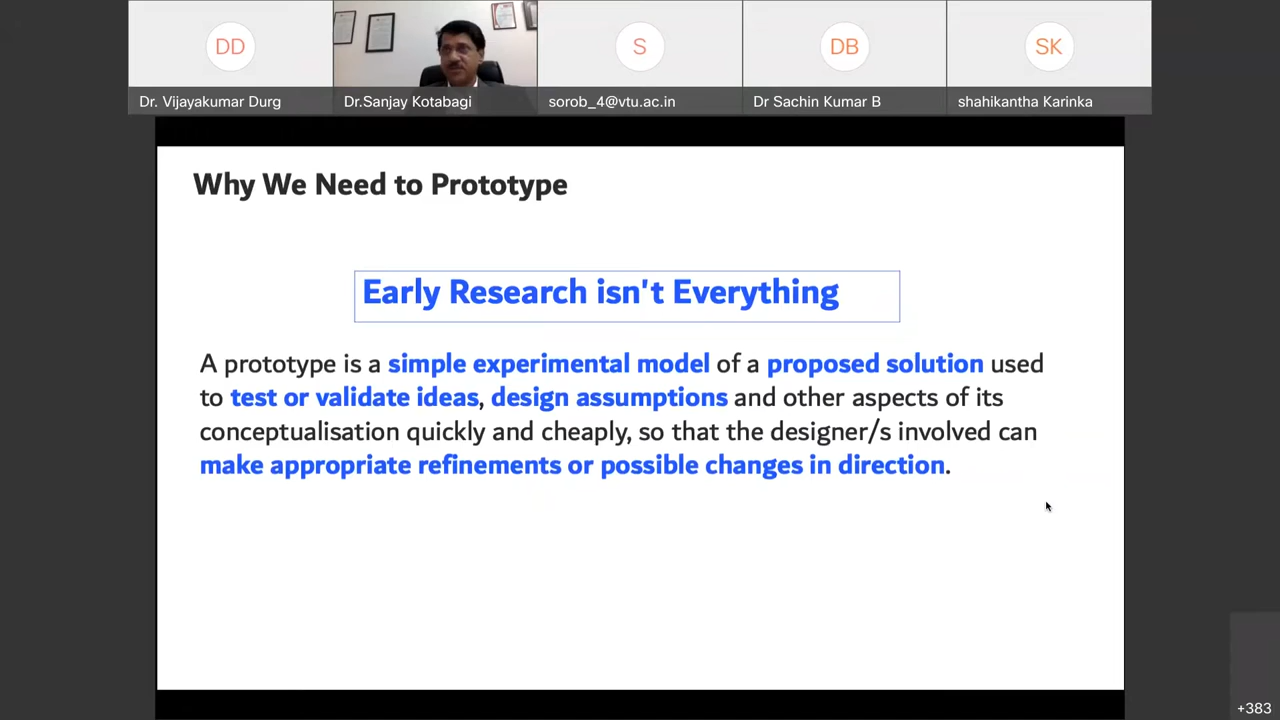 DD
S
DB
SK
Dr. Vijayakumar Durg
Dr.Sanjay Kotabagi
sorob_4@vtu.ac.in
Dr Sachin Kumar B
shahikantha Karinka
Why We Need to Prototype
Early Research isn't Everything
A prototype is a simple experimental model of a proposed solution used
to test or validate ideas, design assumptions and other aspects of its
conceptualisation quickly and cheaply, so that the designer/s involved can
make appropriate refinements or possible changes in direction.
+383